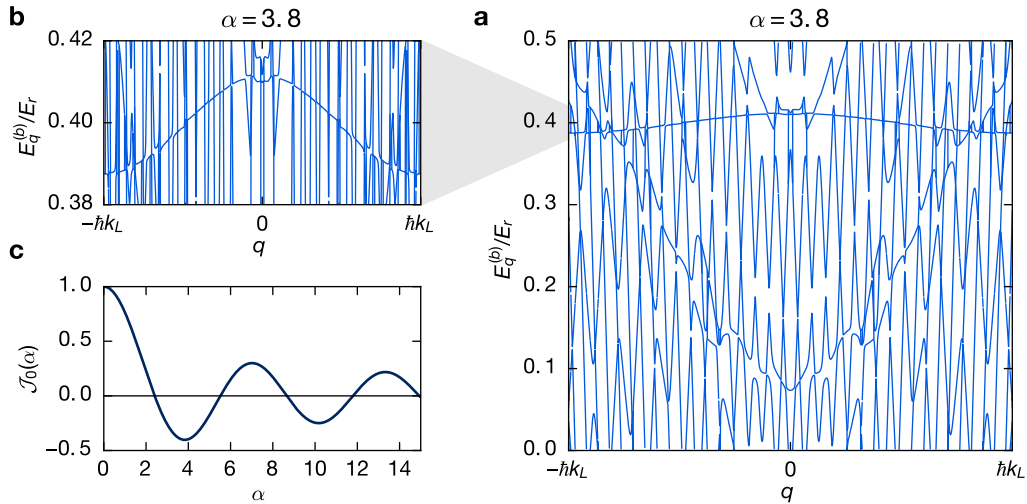 b
α = 3.8
0.42
0.40
0.38
E_q^{(b)}/E_r
−ħk_L
0
ħk_L
q
c
1.0
0.5
0.0
−0.5
𝒥₀(α)
0
2
4
6
8
10
12
14
α
a
α = 3.8
0.5
0.4
0.3
0.2
0.1
0.0
E_q^{(b)}/E_r
−ħk_L
0
ħk_L
q